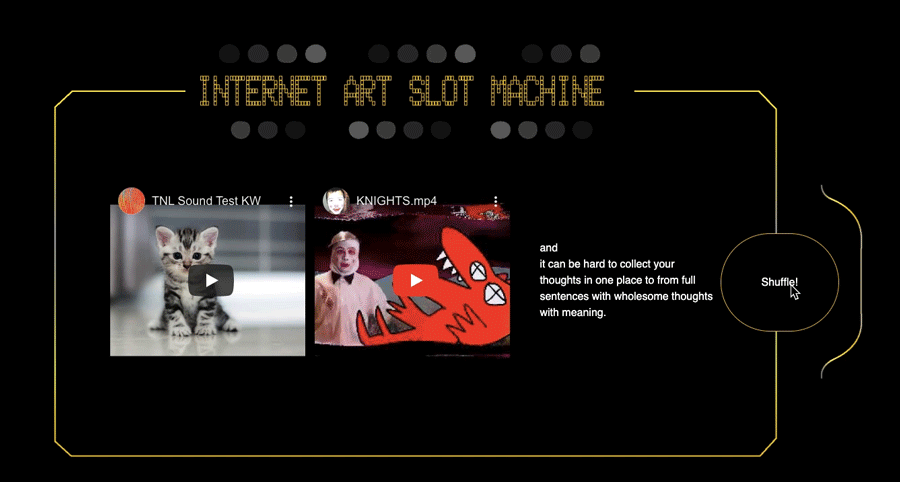 INTERNET ART SLOT MACHINE
TNL Sound Test KW
KNIGHTS.mp4
and
it can be hard to collect your
thoughts in one place to from full
sentences with wholesome thoughts
with meaning.
Shuffle!